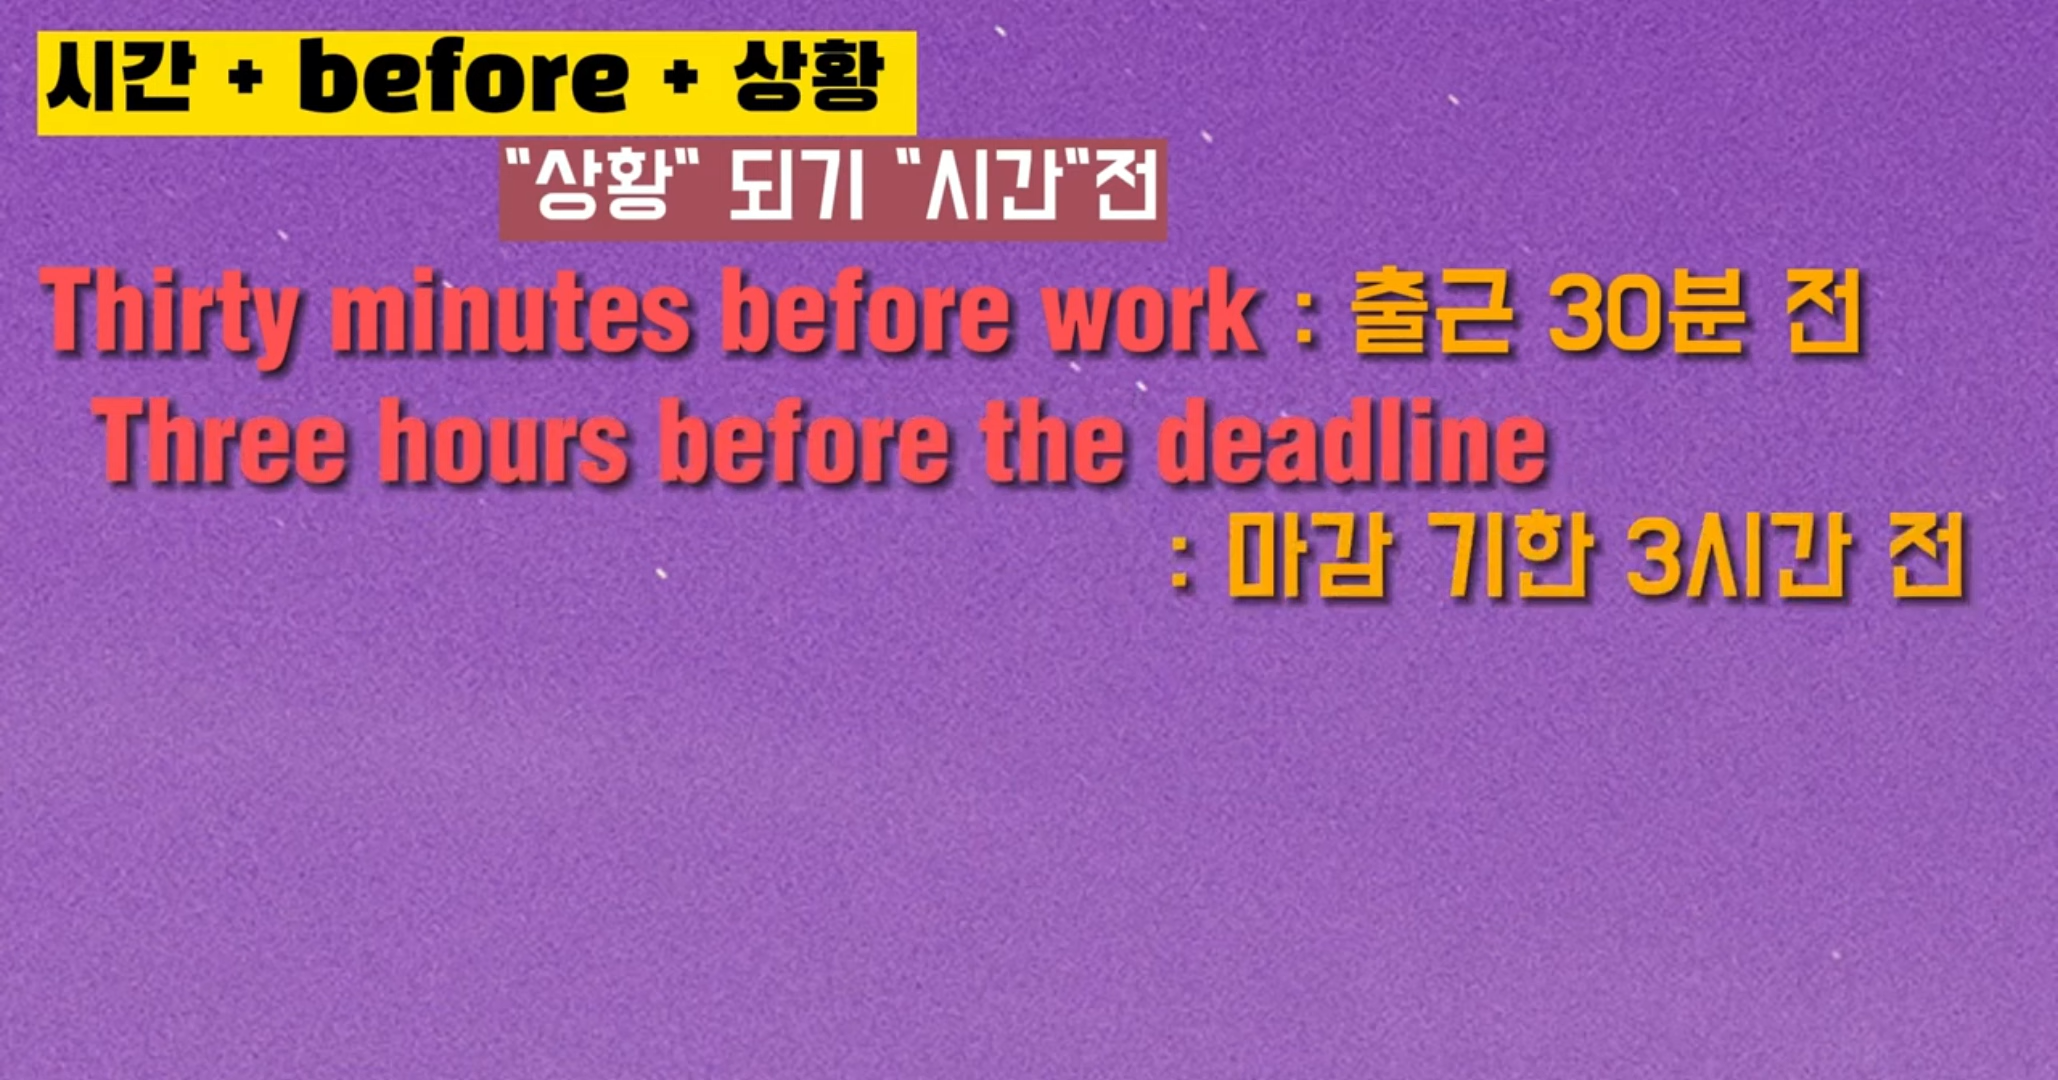 시간 + before + 상황
"상황" 되기 "시간"전
Thirty minutes before work : 출근 30분 전
Three hours before the deadline
: 마감 기한 3시간 전